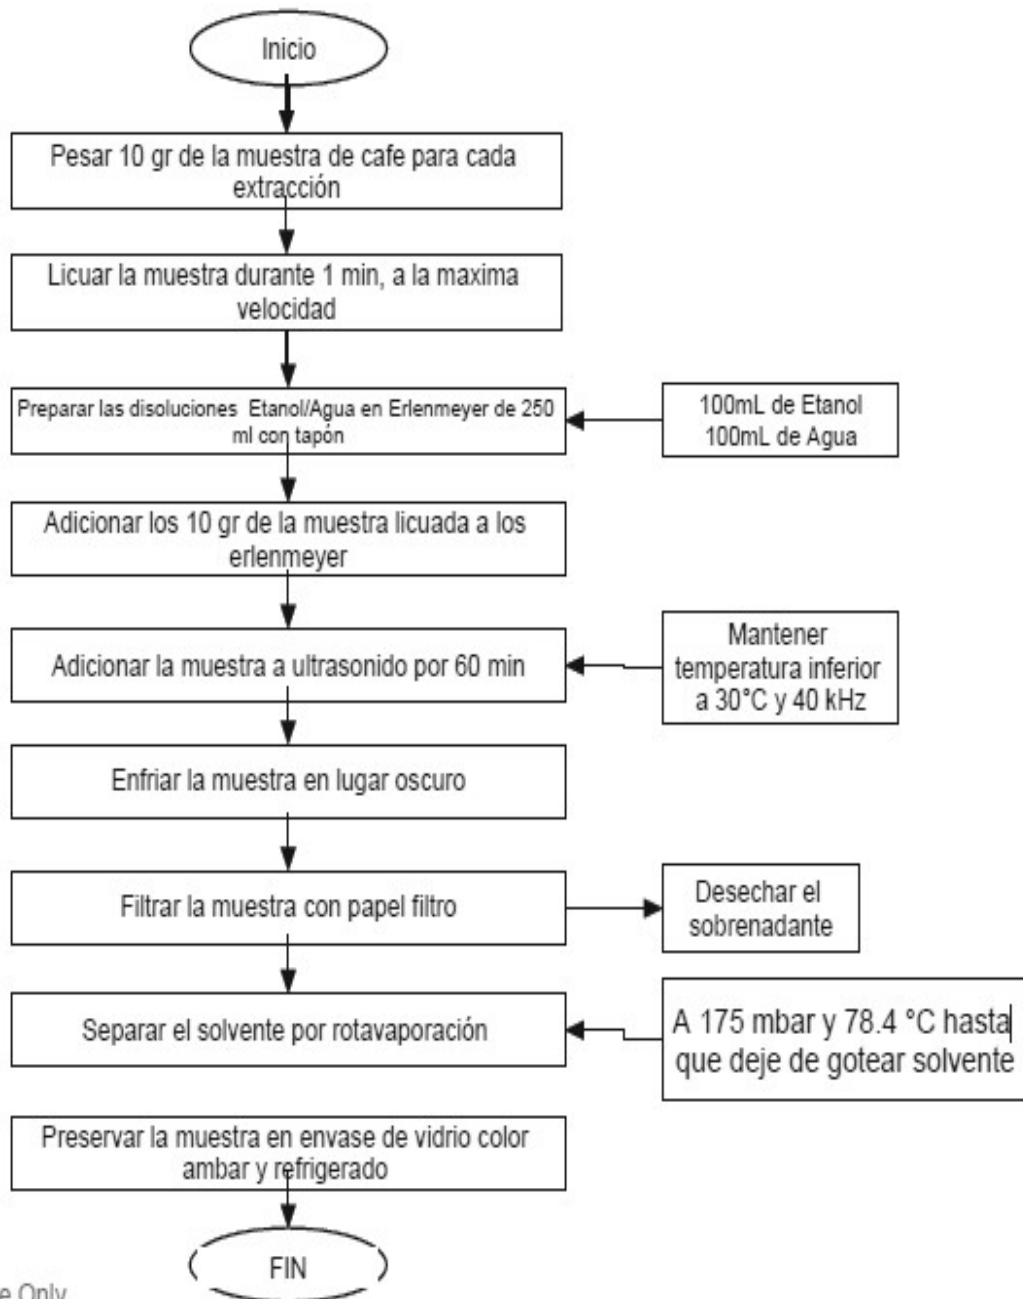 Inicio
Pesar 10 gr de la muestra de cafe para cada
extracción
Licuar la muestra durante 1 min, a la maxima
velocidad
Preparar las disoluciones Etanol/Agua en Erlenmeyer de 250
ml con tapón
100mL de Etanol
100mL de Agua
Adicionar los 10 gr de la muestra licuada a los
erlenmeyer
Adicionar la muestra a ultrasonido por 60 min
Mantener
temperatura inferior
a 30°C y 40 kHz
Enfriar la muestra en lugar oscuro
Filtrar la muestra con papel filtro
Desechar el
sobrenadante
Separar el solvente por rotavaporación
A 175 mbar y 78.4 °C hasta
que deje de gotear solvente
Preservar la muestra en envase de vidrio color
ambar y refrigerado
FIN
e Only